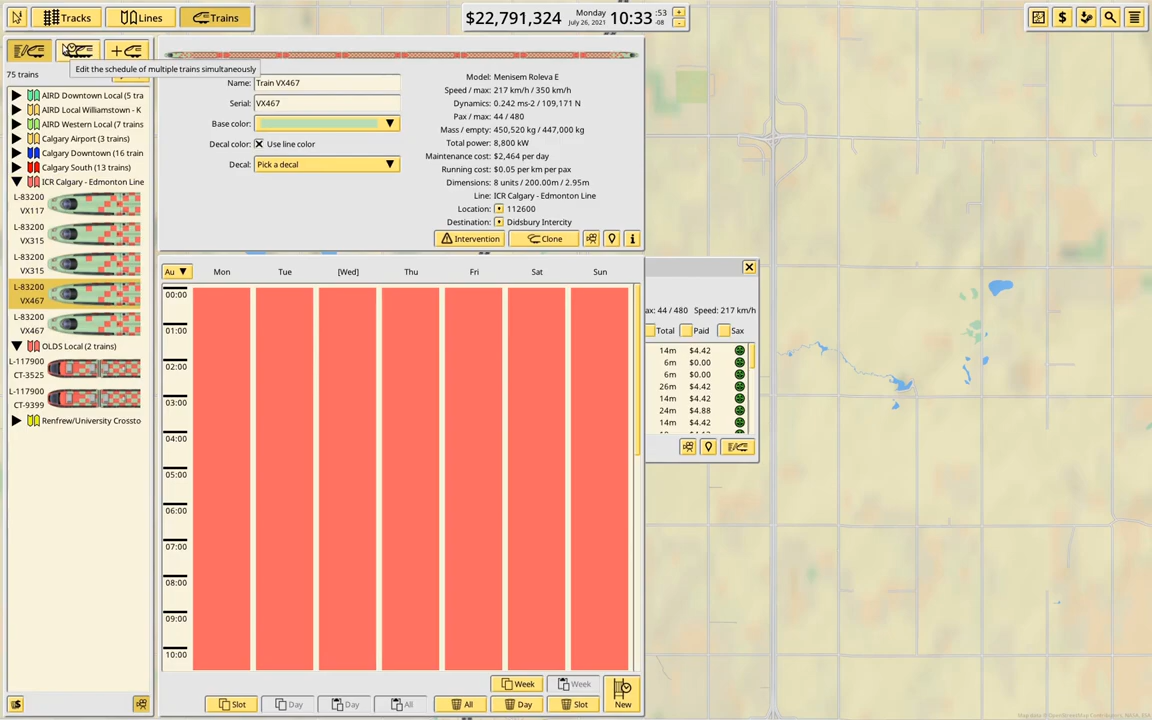 Tracks
Lines
Trains
$22,791,324
Monday
July 26, 2021
10:33
:53
-08
+
-
$
75 trains
Edit the schedule of multiple trains simultaneously
AIRD Downtown Local (5 tra
AIRD Local Williamstown - K
AIRD Western Local (7 trains
Calgary Airport (3 trains)
Calgary Downtown (16 train
Calgary South (13 trains)
ICR Calgary - Edmonton Line
L-83200
VX117
L-83200
VX315
L-83200
VX315
L-83200
VX467
L-83200
VX467
OLDS Local (2 trains)
L-117900
CT-3525
L-117900
CT-9399
Renfrew/University Crossto
Name: Train VX467
Serial: VX467
Base color:
Decal color: Use line color
Decal: Pick a decal
Model: Menisem Roleva E
Speed / max: 217 km/h / 350 km/h
Dynamics: 0.242 ms-2 / 109,171 N
Pax / max: 44 / 480
Mass / empty: 450,520 kg / 447,000 kg
Total power: 8,800 kW
Maintenance cost: $2,464 per day
Running cost: $0.05 per km per pax
Dimensions: 8 units / 200.00m / 2.95m
Line: ICR Calgary - Edmonton Line
Location: 112600
Destination: Didsbury Intercity
Intervention
Clone
Au
Mon
Tue
[Wed]
Thu
Fri
Sat
Sun
00:00
01:00
02:00
03:00
04:00
05:00
06:00
07:00
08:00
09:00
10:00
Week
Week
Slot
Day
Day
All
All
Day
Slot
New
ax: 44 / 480 Speed: 217 km/h
Total
Paid
Sax
14m $4.42
6m $0.00
6m $0.00
26m $4.42
14m $4.42
24m $4.88
14m $4.42
Map data © OpenStreetMap Contributors, NASA, ESA